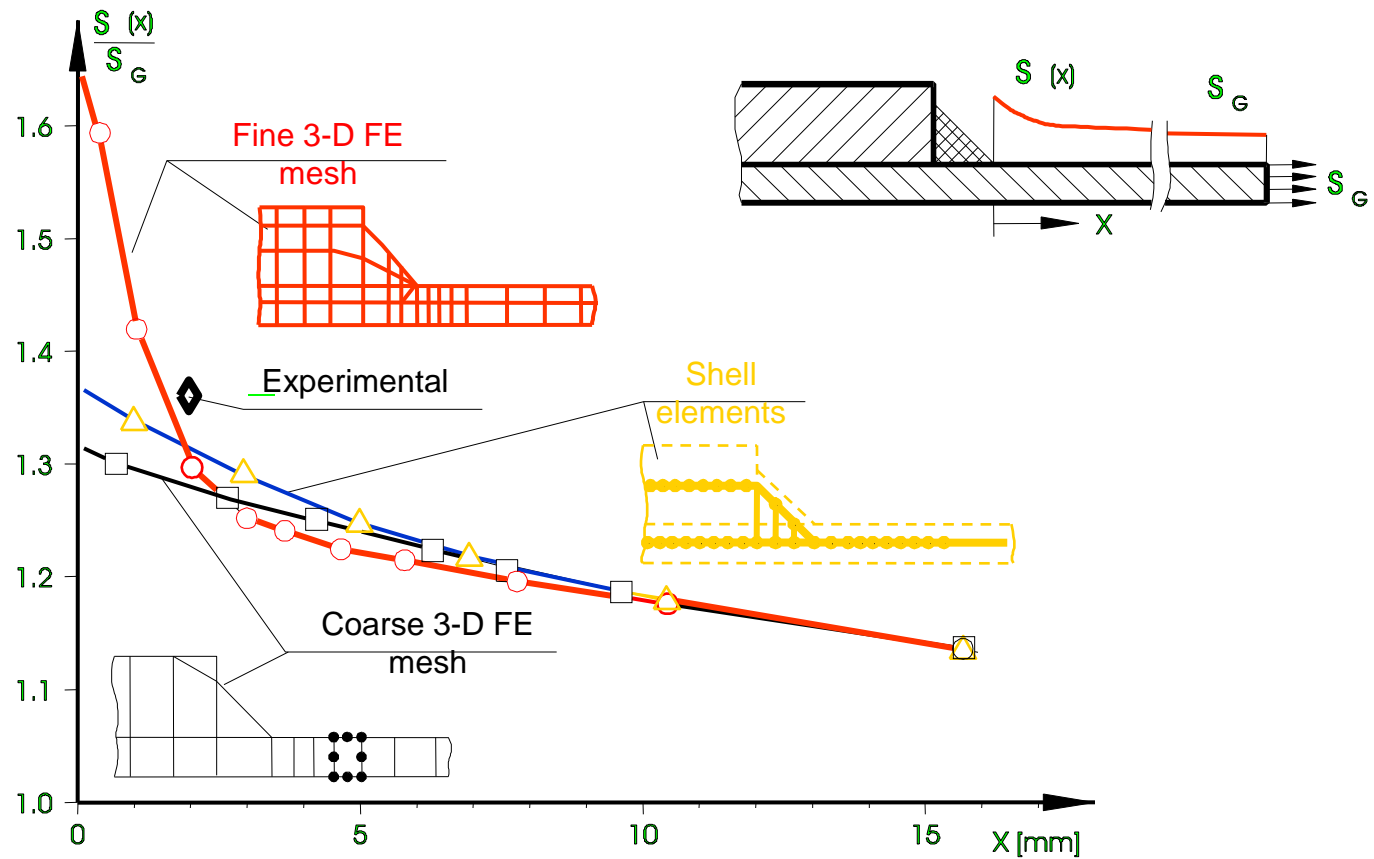 S (x)
S G
1.6
1.5
1.4
1.3
1.2
1.1
1.0
0
5
10
15
X [mm]
Fine 3-D FE
mesh
Experimental
Shell
elements
Coarse 3-D FE
mesh
S (x)
S G
S G
X